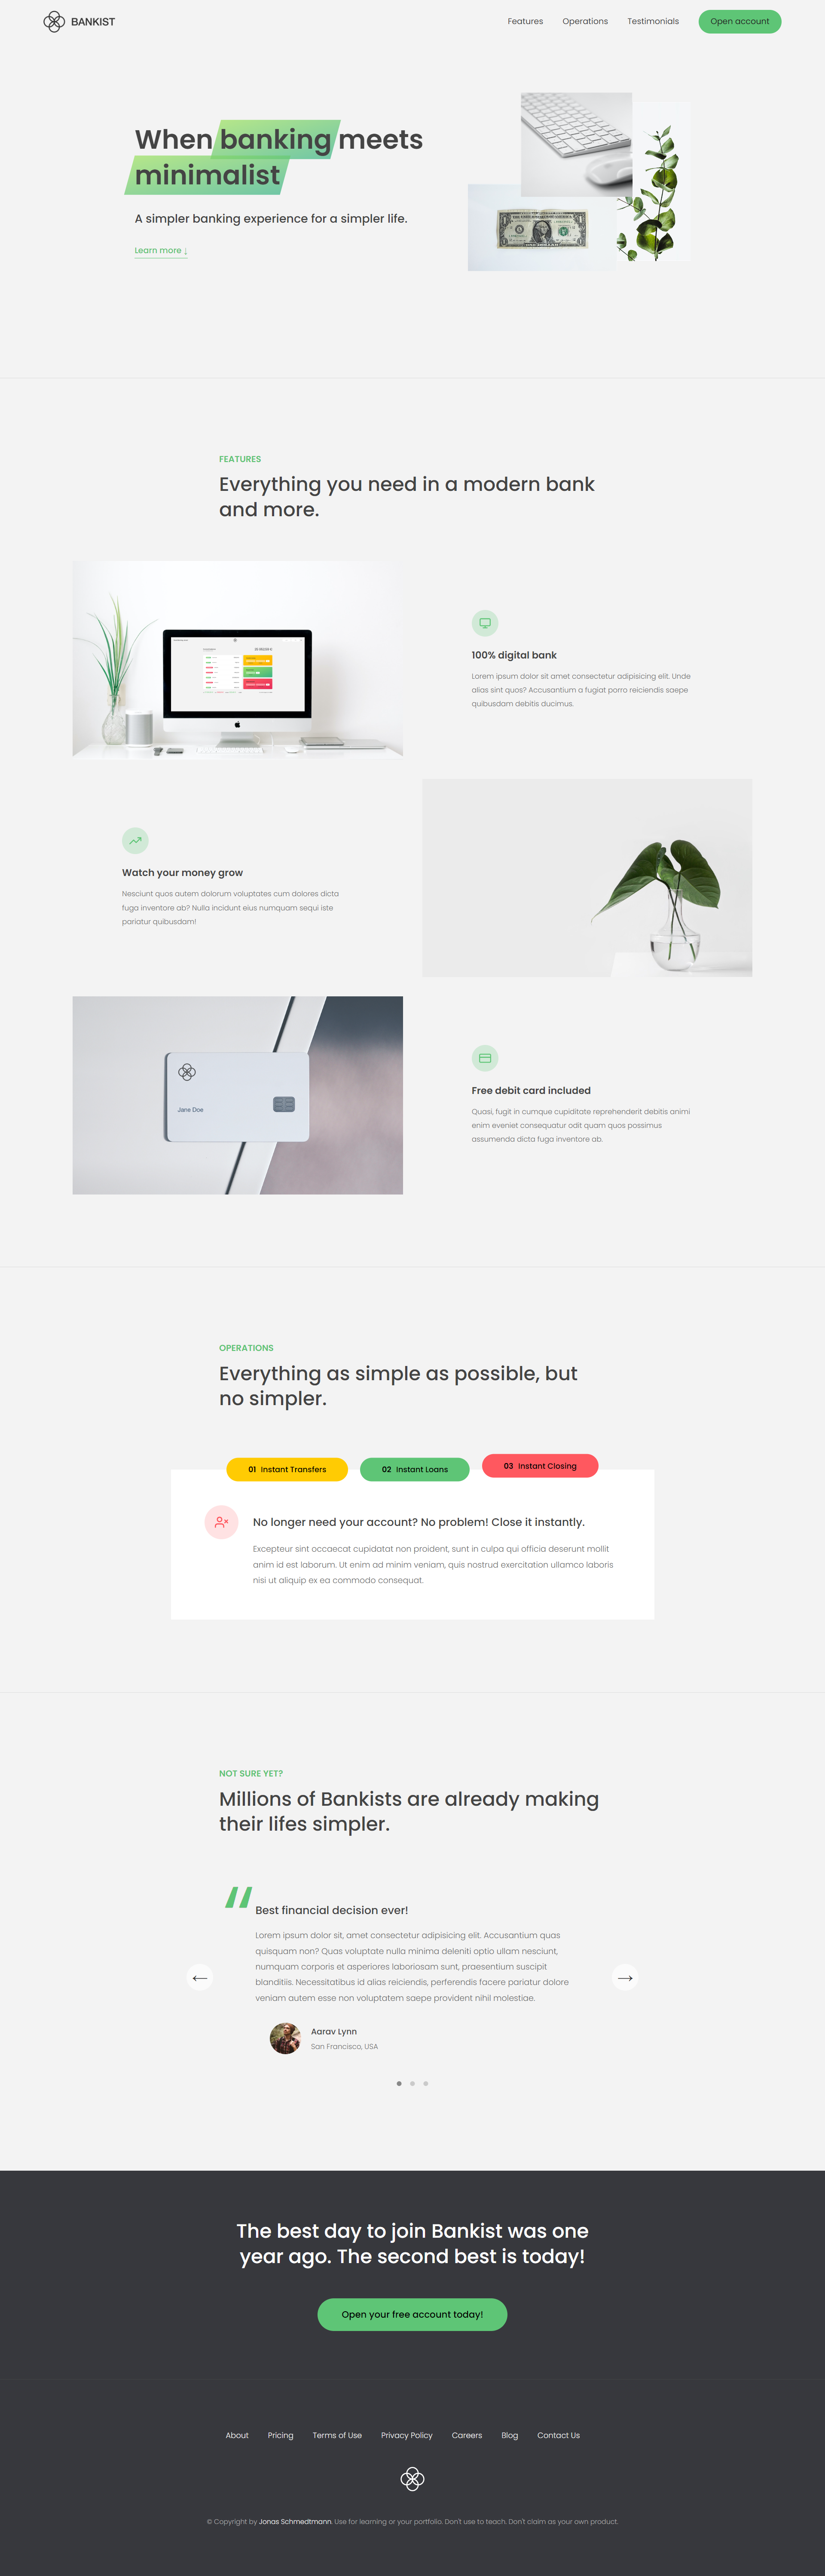 BANKIST
Features
Operations
Testimonials
Open account
When banking meets
minimalist
A simpler banking experience for a simpler life.
Learn more ↓
ONE DOLLAR
FEATURES
Everything you need in a modern bank
and more.
100% digital bank
Lorem ipsum dolor sit amet consectetur adipisicing elit. Unde
alias sint quos? Accusantium a fugiat porro reiciendis saepe
quibusdam debitis ducimus.
Watch your money grow
Nesciunt quos autem dolorum voluptates cum dolores dicta
fuga inventore ab? Nulla incidunt eius numquam sequi iste
pariatur quibusdam!
Jane Doe
Free debit card included
Quasi, fugit in cumque cupiditate reprehenderit debitis animi
enim eveniet consequatur odit quam quos possimus
assumenda dicta fuga inventore ab.
OPERATIONS
Everything as simple as possible, but
no simpler.
01 Instant Transfers
02 Instant Loans
03 Instant Closing
No longer need your account? No problem! Close it instantly.
Excepteur sint occaecat cupidatat non proident, sunt in culpa qui officia deserunt mollit
anim id est laborum. Ut enim ad minim veniam, quis nostrud exercitation ullamco laboris
nisi ut aliquip ex ea commodo consequat.
NOT SURE YET?
Millions of Bankists are already making
their lifes simpler.
“
Best financial decision ever!
Lorem ipsum dolor sit, amet consectetur adipisicing elit. Accusantium quas
quisquam non? Quas voluptate nulla minima deleniti optio ullam nesciunt,
numquam corporis et asperiores laboriosam sunt, praesentium suscipit
blanditiis. Necessitatibus id alias reiciendis, perferendis facere pariatur dolore
veniam autem esse non voluptatem saepe provident nihil molestiae.
←
→
Aarav Lynn
San Francisco, USA
The best day to join Bankist was one
year ago. The second best is today!
Open your free account today!
About
Pricing
Terms of Use
Privacy Policy
Careers
Blog
Contact Us
© Copyright by Jonas Schmedtmann. Use for learning or your portfolio. Don't use to teach. Don't claim as your own product.